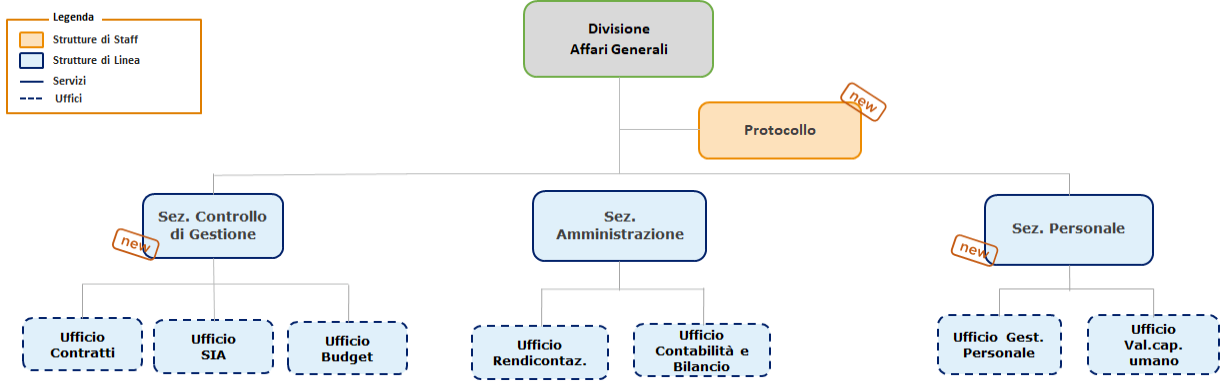 Legenda
Strutture di Staff
Strutture di Linea
Servizi
Uffici
Divisione
Affari Generali
new
Protocollo
Sez. Controllo
di Gestione
new
Sez.
Amministrazione
Sez. Personale
new
Ufficio
Contratti
Ufficio
SIA
Ufficio
Budget
Ufficio
Rendicontaz.
Ufficio
Contabilità e
Bilancio
Ufficio Gest.
Personale
Ufficio
Val.cap.
umano